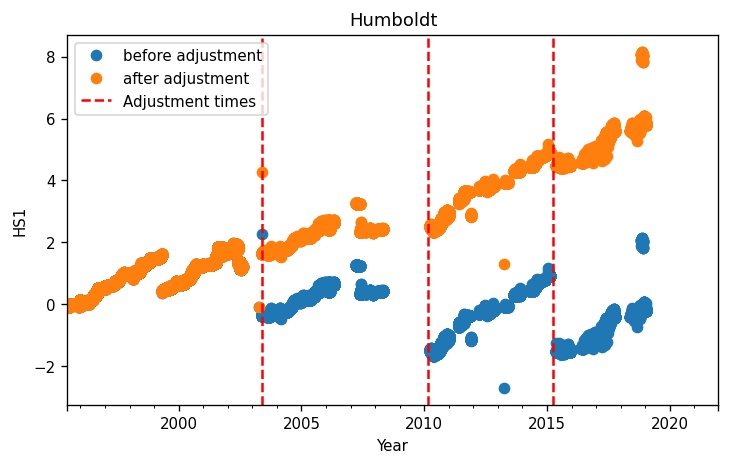 Humboldt
before adjustment
after adjustment
Adjustment times
HS1
8
6
4
2
0
−2
2000
2005
2010
2015
2020
Year